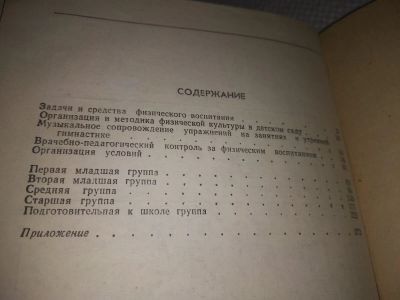 СОДЕРЖАНИЕ
Задачи и средства физического воспитания
Организация и методика физической культуры в детском саду
Музыкальное сопровождение упражнений на занятиях и утренней
гимнастике
Врачебно-педагогический контроль за физическим воспитанием
Организация условий
Первая младшая группа
Вторая младшая группа
Средняя группа
Старшая группа
Подготовительная к школе группа
Приложение